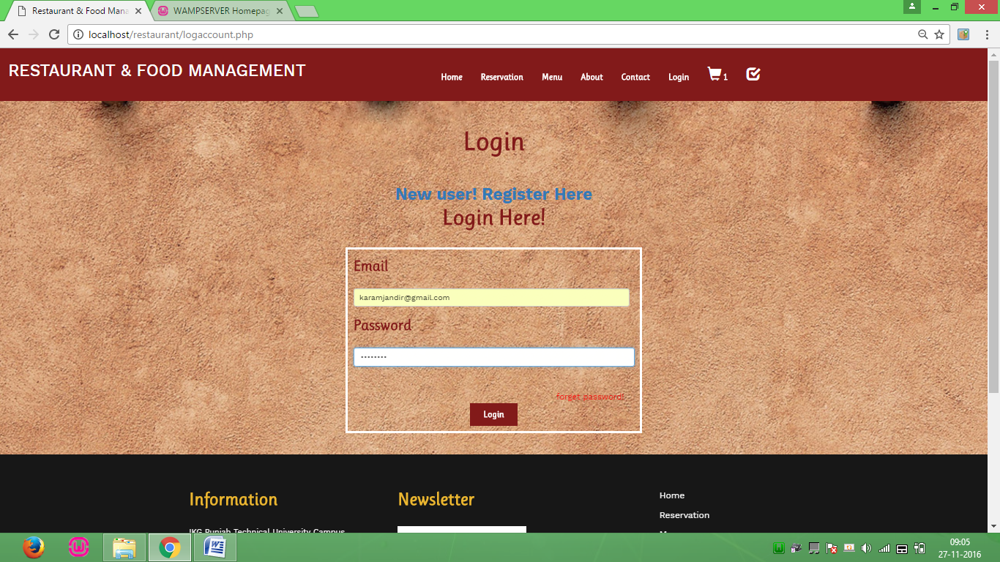 Restaurant & Food Mana
WAMPSERVER Homepag
localhost/restaurant/logaccount.php
RESTAURANT & FOOD MANAGEMENT
Home Reservation Menu About Contact Login 1
Login
New user! Register Here
Login Here!
Email
karamjandir@gmail.com
Password
forget password!
Login
Information
Newsletter
Home
Reservation
Punjab Technical University Campus
09:05
27-11-2016